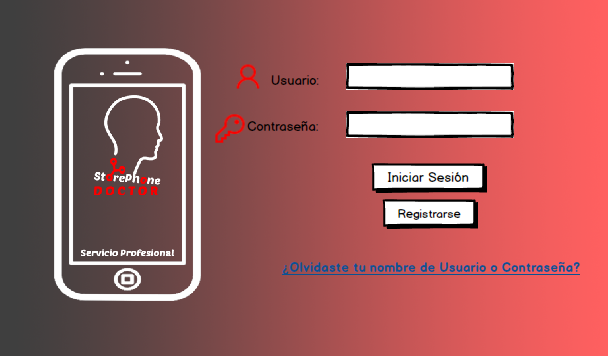 Usuario:
Contraseña:
StorePhone
DOCTOR
Servicio Profesional
Iniciar Sesión
Registrarse
¿Olvidaste tu nombre de Usuario o Contraseña?